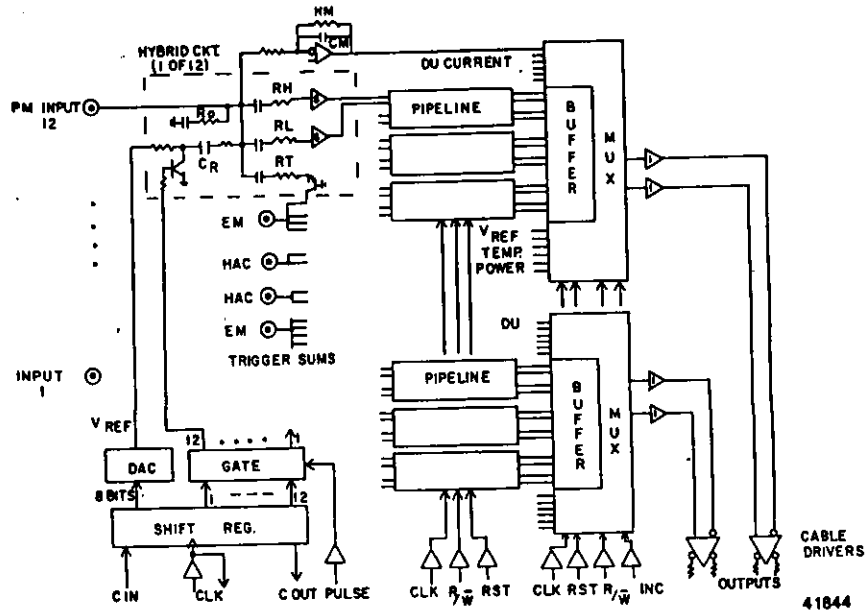 RM
CM
HYBRID CKT.
(1 OF 12)
DU CURRENT
PM INPUT
12
RH
RL
RT
CR
PIPELINE
BUFFER
MUX
EM
HAC
HAC
EM
TRIGGER SUMS
VREF
TEMP.
POWER
DU
INPUT
1
PIPELINE
BUFFER
MUX
VREF
12 . . . . 1
DAC
GATE
8 BITS
1 --- 12
SHIFT REG.
C IN
CLK
C OUT PULSE
CLK R/W̅ RST
CLK RST R/W̅ INC
OUTPUTS
CABLE
DRIVERS
41844